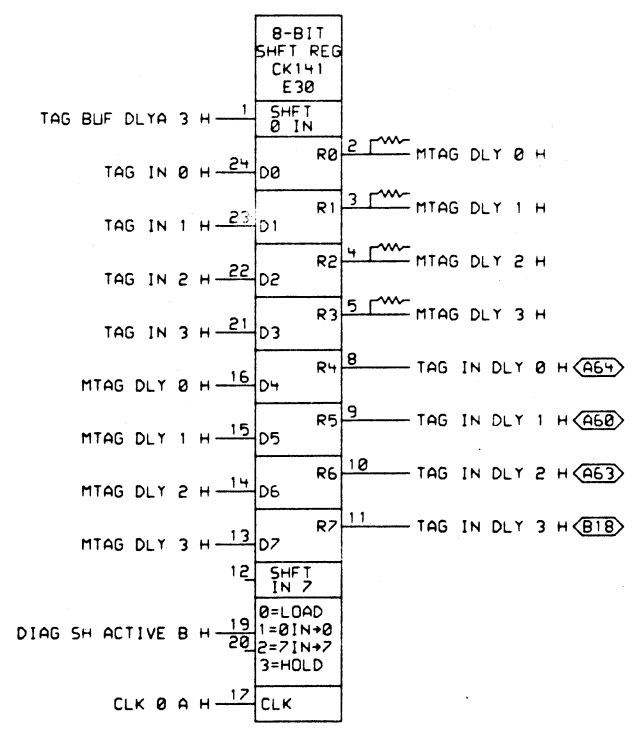 8-BIT
SHFT REG
CK141
E30
TAG BUF DLYA 3 H 1 SHFT
0 IN
R0 2 MTAG DLY 0 H
TAG IN 0 H 24 D0
R1 3 MTAG DLY 1 H
TAG IN 1 H 23 D1
R2 4 MTAG DLY 2 H
TAG IN 2 H 22 D2
R3 5 MTAG DLY 3 H
TAG IN 3 H 21 D3
R4 8 TAG IN DLY 0 H A64
MTAG DLY 0 H 16 D4
R5 9 TAG IN DLY 1 H A60
MTAG DLY 1 H 15 D5
R6 10 TAG IN DLY 2 H A63
MTAG DLY 2 H 14 D6
R7 11 TAG IN DLY 3 H B18
MTAG DLY 3 H 13 D7
12 SHFT
IN 7
0=LOAD
DIAG SH ACTIVE B H 19 1=0IN→0
20 2=7IN→7
3=HOLD
CLK 0 A H 17 CLK